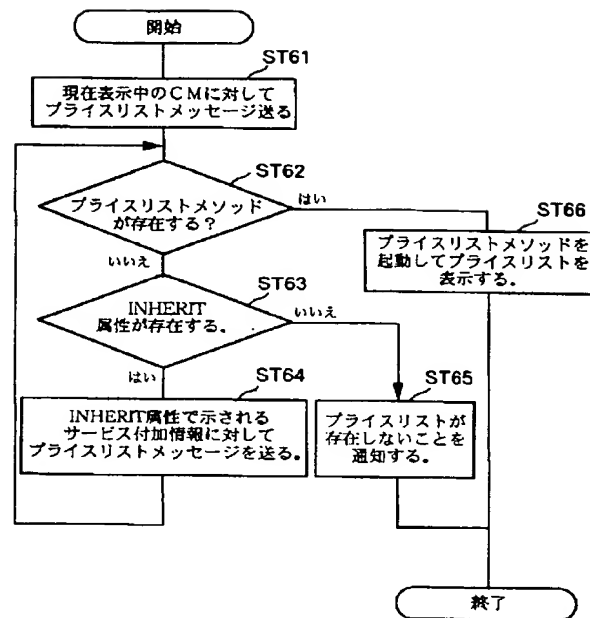 開始
ST61
現在表示中のCMに対して
プライスリストメッセージ送る
ST62
プライスリストメソッド
が存在する?
はい
ST66
プライスリストメソッドを
起動してプライスリストを
表示する。
いいえ
ST63
INHERIT
属性が存在する。
いいえ
はい
ST64
INHERIT属性で示される
サービス付加情報に対して
プライスリストメッセージを送る。
ST65
プライスリストが
存在しないことを
通知する。
終了